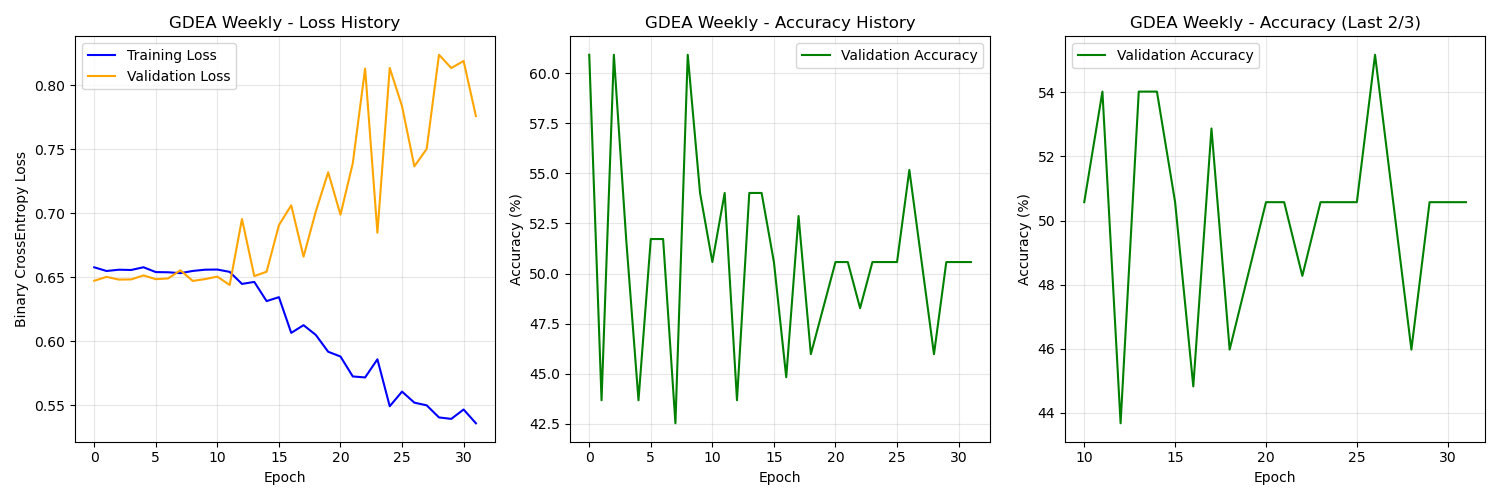 GDEA Weekly - Loss History
Training Loss
Validation Loss
Binary CrossEntropy Loss
0.80
0.75
0.70
0.65
0.60
0.55
0 5 10 15 20 25 30
Epoch
GDEA Weekly - Accuracy History
Validation Accuracy
Accuracy (%)
60.0
57.5
55.0
52.5
50.0
47.5
45.0
42.5
0 5 10 15 20 25 30
Epoch
GDEA Weekly - Accuracy (Last 2/3)
Validation Accuracy
Accuracy (%)
54
52
50
48
46
44
10 15 20 25 30
Epoch